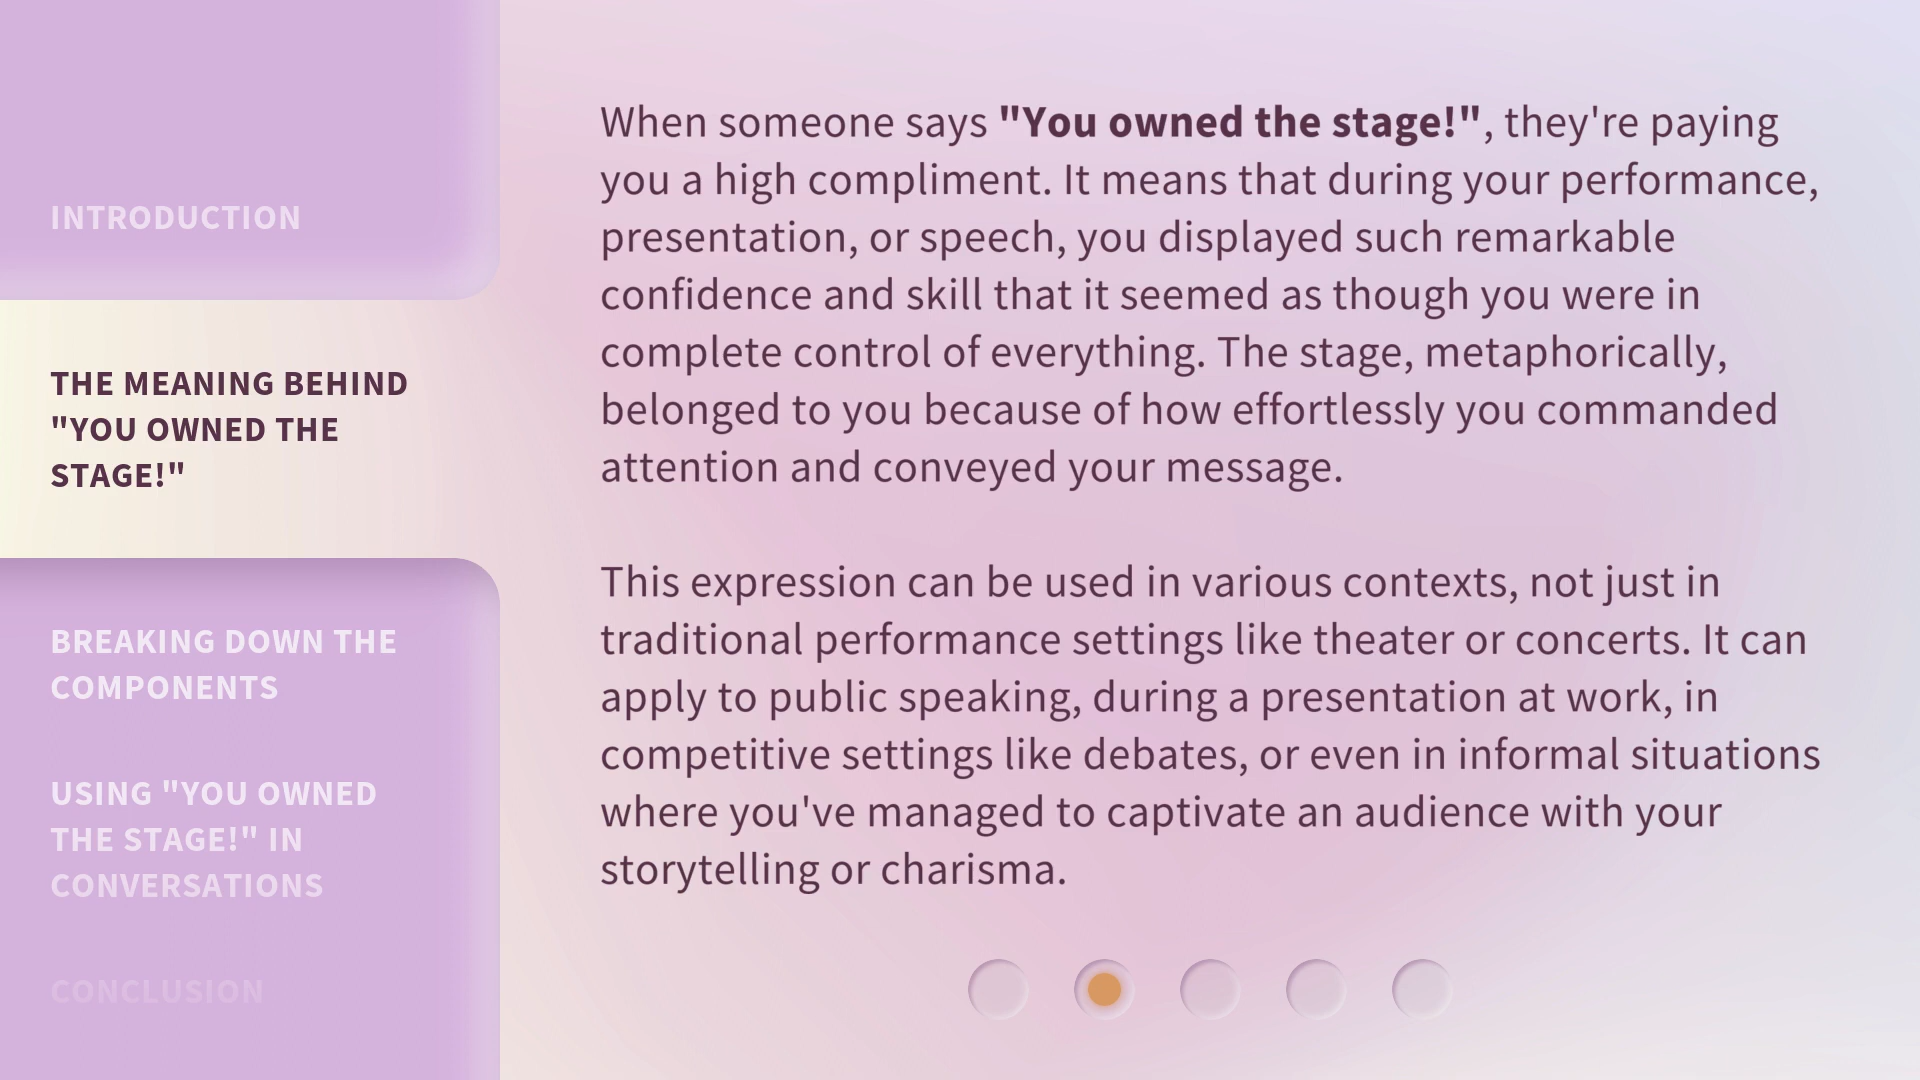 INTRODUCTION
THE MEANING BEHIND
"YOU OWNED THE
STAGE!"
BREAKING DOWN THE
COMPONENTS
USING "YOU OWNED
THE STAGE!" IN
CONVERSATIONS
CONCLUSION
When someone says "You owned the stage!", they're paying
you a high compliment. It means that during your performance,
presentation, or speech, you displayed such remarkable
confidence and skill that it seemed as though you were in
complete control of everything. The stage, metaphorically,
belonged to you because of how effortlessly you commanded
attention and conveyed your message.
This expression can be used in various contexts, not just in
traditional performance settings like theater or concerts. It can
apply to public speaking, during a presentation at work, in
competitive settings like debates, or even in informal situations
where you've managed to captivate an audience with your
storytelling or charisma.